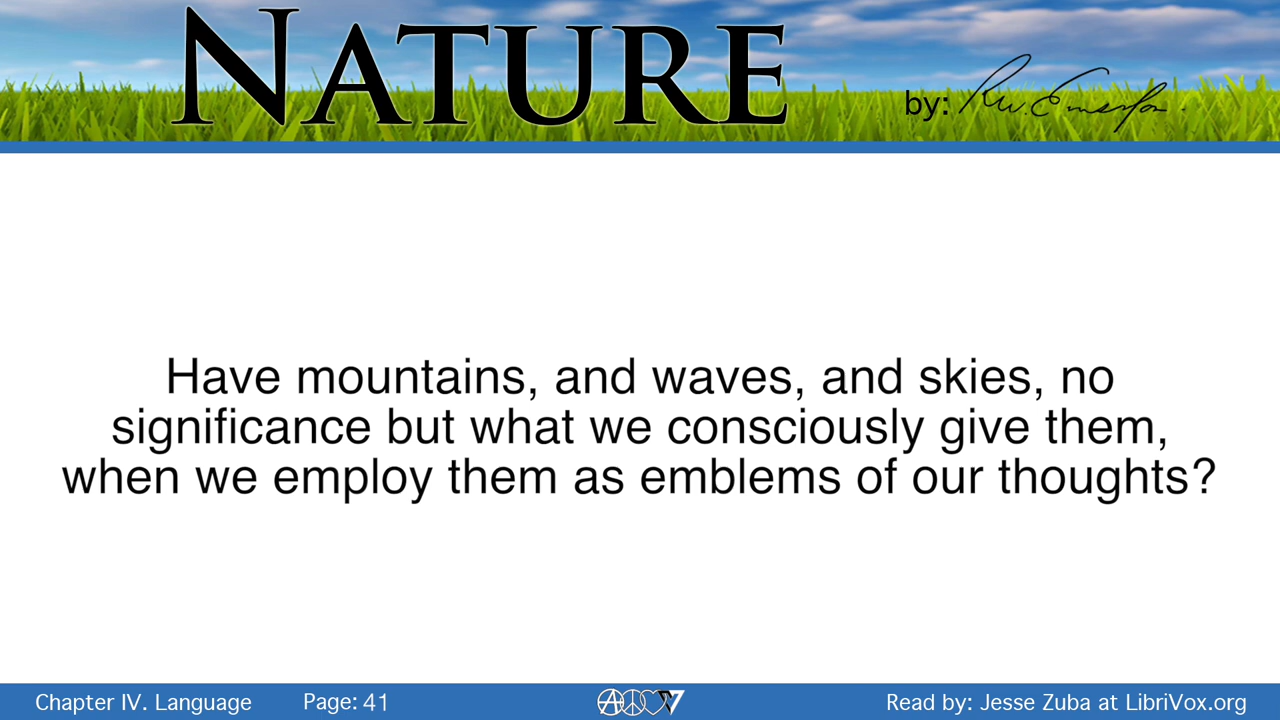 NATURE
by: R.W. Emerson.
Have mountains, and waves, and skies, no
significance but what we consciously give them,
when we employ them as emblems of our thoughts?
Chapter IV. Language Page: 41 Read by: Jesse Zuba at LibriVox.org